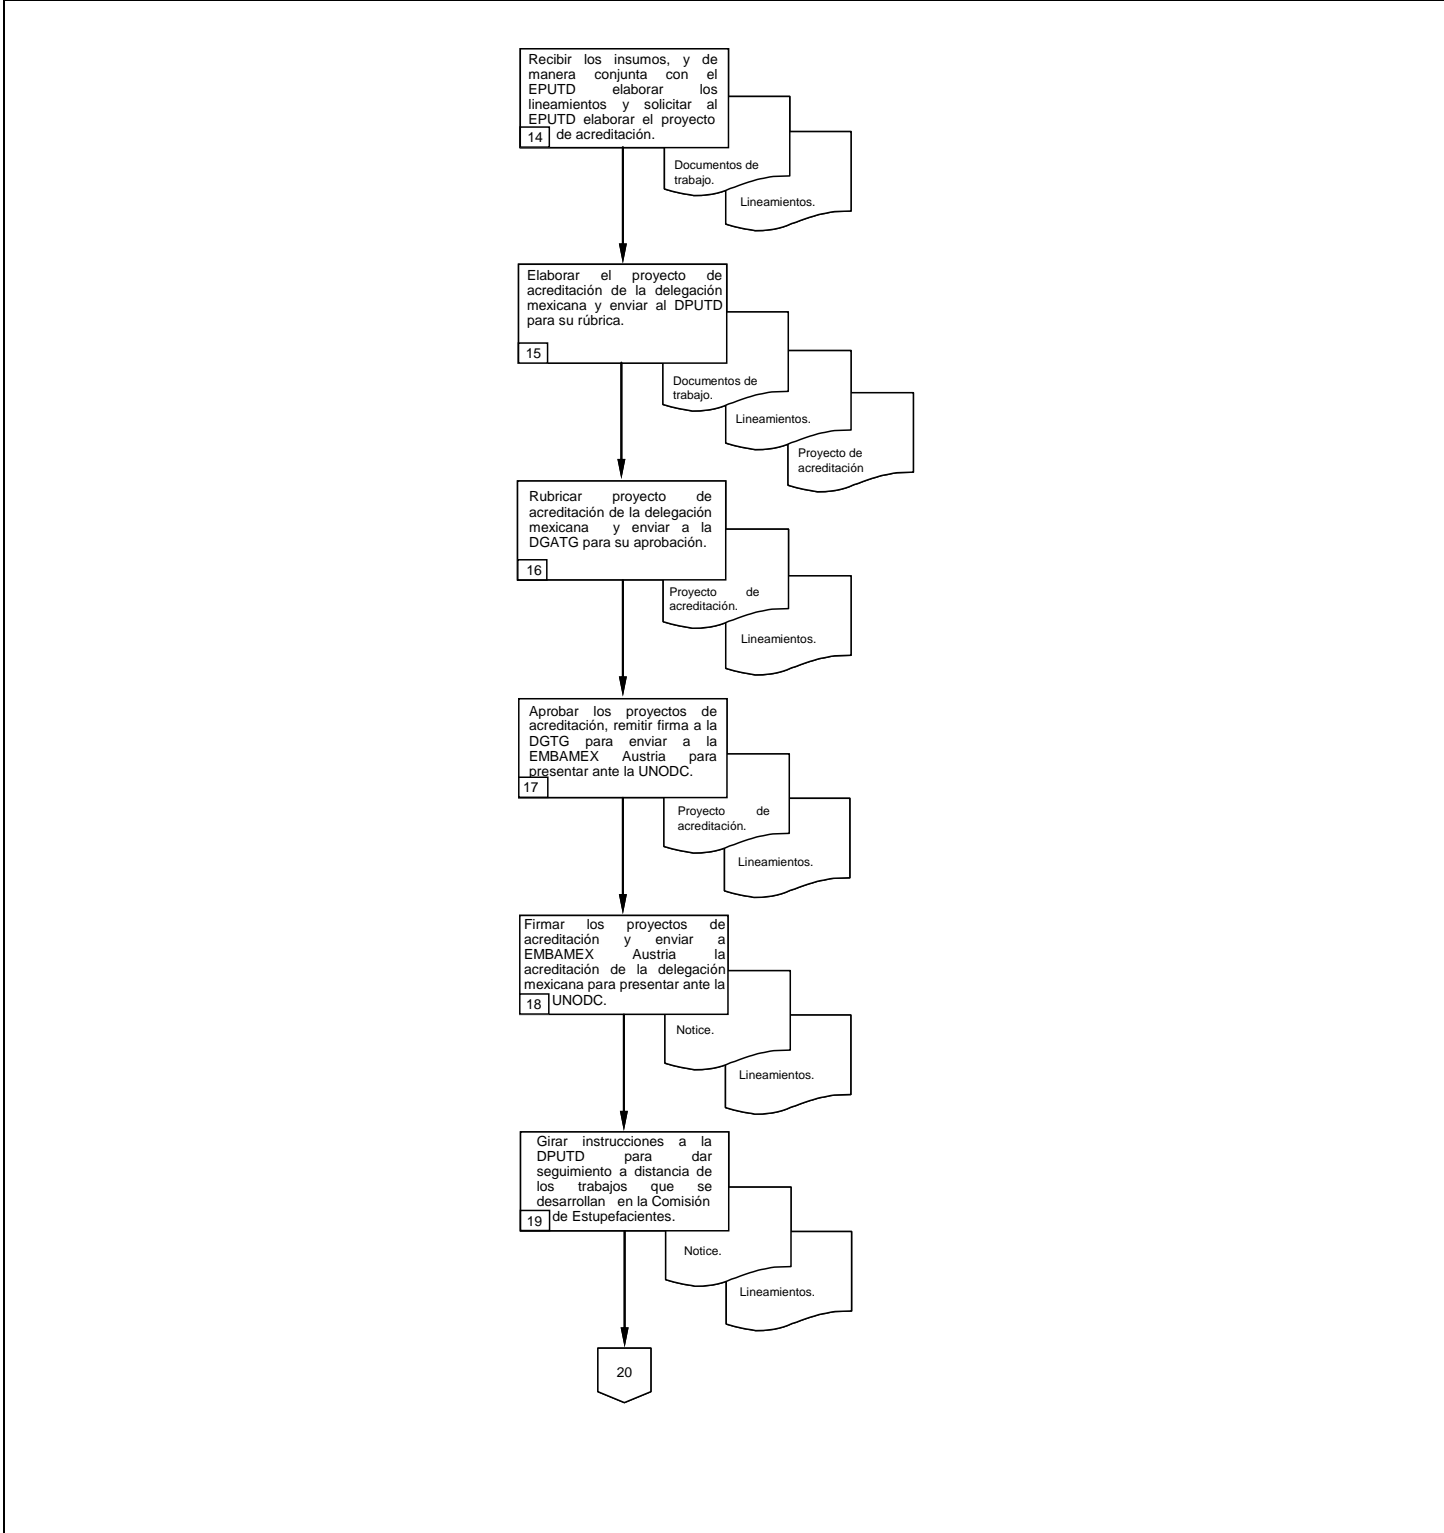 Recibir los insumos, y de
manera conjunta con el
EPUTD elaborar los
lineamientos y solicitar al
EPUTD elaborar el proyecto
de acreditación.
14
Documentos de
trabajo.
Lineamientos.
Elaborar el proyecto de
acreditación de la delegación
mexicana y enviar al DPUTD
para su rúbrica.
15
Documentos de
trabajo.
Lineamientos.
Proyecto de
acreditación
Rubricar proyecto de
acreditación de la delegación
mexicana y enviar a la
DGATG para su aprobación.
16
Proyecto de
acreditación.
Lineamientos.
Aprobar los proyectos de
acreditación, remitir firma a la
DGTG para enviar a la
EMBAMEX Austria para
presentar ante la UNODC.
17
Proyecto de
acreditación.
Lineamientos.
Firmar los proyectos de
acreditación y enviar a
EMBAMEX Austria la
acreditación de la delegación
mexicana para presentar ante la
UNODC.
18
Notice.
Lineamientos.
Girar instrucciones a la
DPUTD para dar
seguimiento a distancia de
los trabajos que se
desarrollan en la Comisión
de Estupefacientes.
19
Notice.
Lineamientos.
20